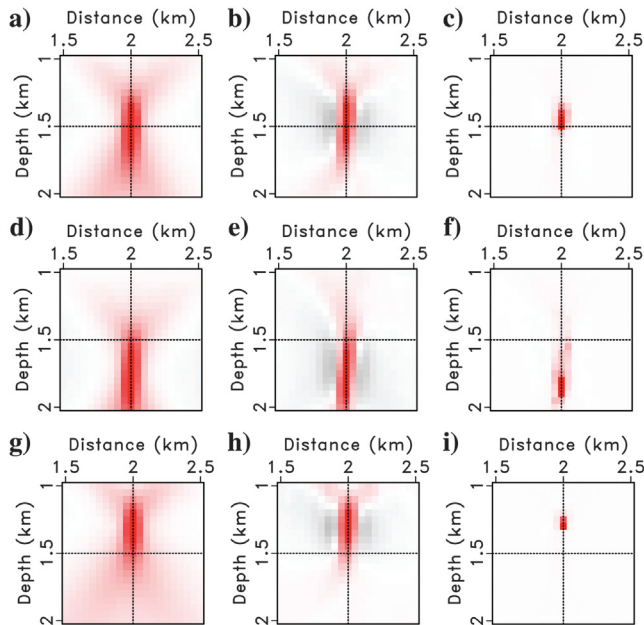 a) Distance (km) b) Distance (km) c) Distance (km)
1.5 2 2.5 1.5 2 2.5 1.5 2 2.5
Depth (km) 1 1.5 2 Depth (km) 1 1.5 2 Depth (km) 1 1.5 2
d) Distance (km) e) Distance (km) f) Distance (km)
1.5 2 2.5 1.5 2 2.5 1.5 2 2.5
Depth (km) 1 1.5 2 Depth (km) 1 1.5 2 Depth (km) 1 1.5 2
g) Distance (km) h) Distance (km) i) Distance (km)
1.5 2 2.5 1.5 2 2.5 1.5 2 2.5
Depth (km) 1 1.5 2 Depth (km) 1 1.5 2 Depth (km) 1 1.5 2